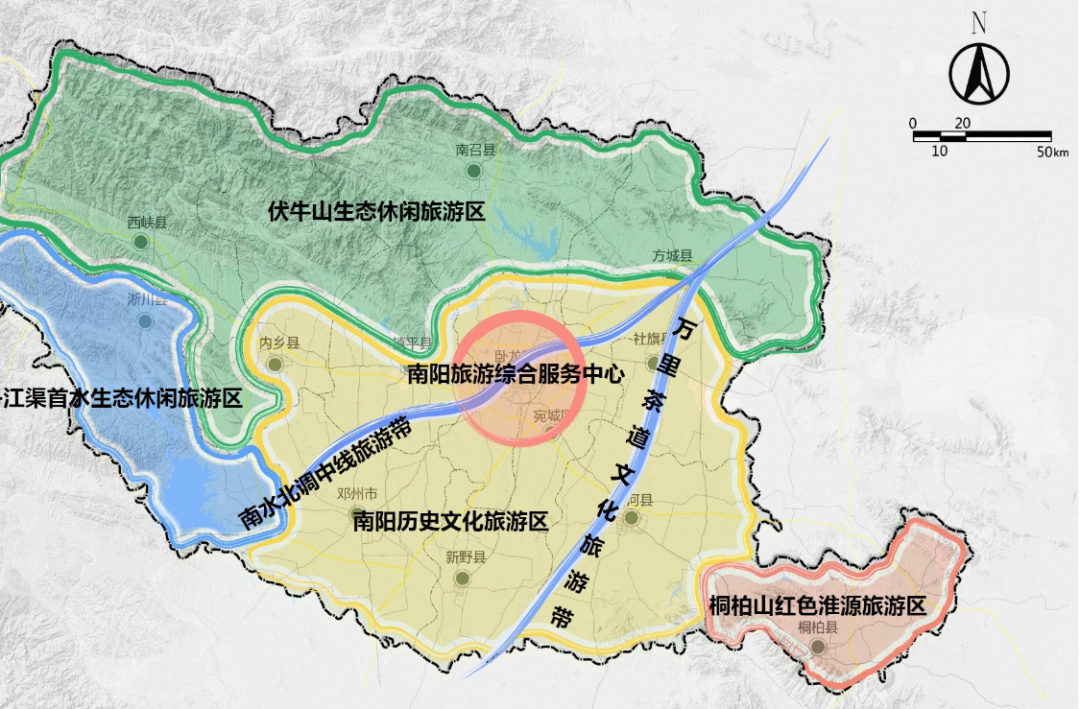 N
0 20
10 50km
南召县
伏牛山生态休闲旅游区
西峡县
方城县
淅川县
内乡县
镇平县
卧龙
社旗
南阳旅游综合服务中心
江渠首水生态休闲旅游区
宛城
万里茶道文化旅游带
南水北调中线旅游带
邓州市
河县
南阳历史文化旅游区
新野县
桐柏山红色淮源旅游区
桐柏县